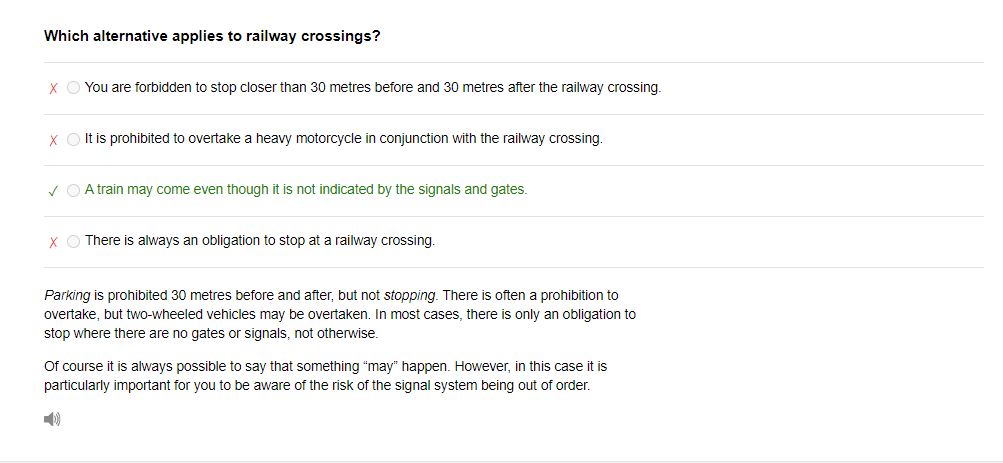 Which alternative applies to railway crossings?
You are forbidden to stop closer than 30 metres before and 30 metres after the railway crossing.
It is prohibited to overtake a heavy motorcycle in conjunction with the railway crossing.
A train may come even though it is not indicated by the signals and gates.
There is always an obligation to stop at a railway crossing.
Parking is prohibited 30 metres before and after, but not stopping. There is often a prohibition to
overtake, but two-wheeled vehicles may be overtaken. In most cases, there is only an obligation to
stop where there are no gates or signals, not otherwise.
Of course it is always possible to say that something “may” happen. However, in this case it is
particularly important for you to be aware of the risk of the signal system being out of order.